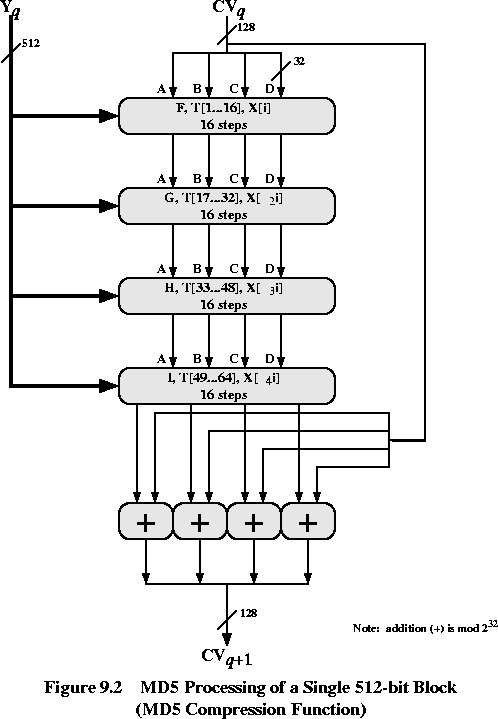 Yq CVq
512 128
32
A B C D
F, T[1...16], X[i]
16 steps
A B C D
G, T[17...32], X[ 2i]
16 steps
A B C D
H, T[33...48], X[ 3i]
16 steps
A B C D
I, T[49...64], X[ 4i]
16 steps
+ + + +
128
Note: addition (+) is mod 2^32
CVq+1
Figure 9.2 MD5 Processing of a Single 512-bit Block
(MD5 Compression Function)